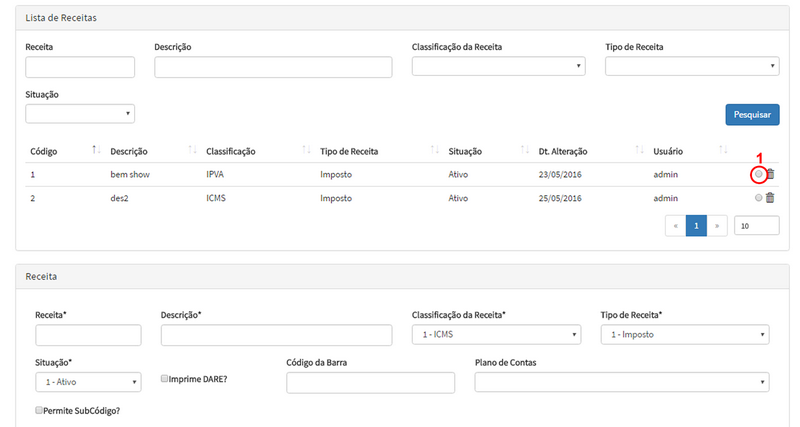 Lista de Receitas
Receita Descrição Classificação da Receita Tipo de Receita
Situação
Pesquisar
Código Descrição Classificação Tipo de Receita Situação Dt. Alteração Usuário
1
1 bem show IPVA Imposto Ativo 23/05/2016 admin
2 des2 ICMS Imposto Ativo 25/05/2016 admin
« 1 » 10
Receita
Receita* Descrição* Classificação da Receita* Tipo de Receita*
1 - ICMS 1 - Imposto
Situação* Código da Barra Plano de Contas
1 - Ativo Imprime DARE?
Permite SubCódigo?